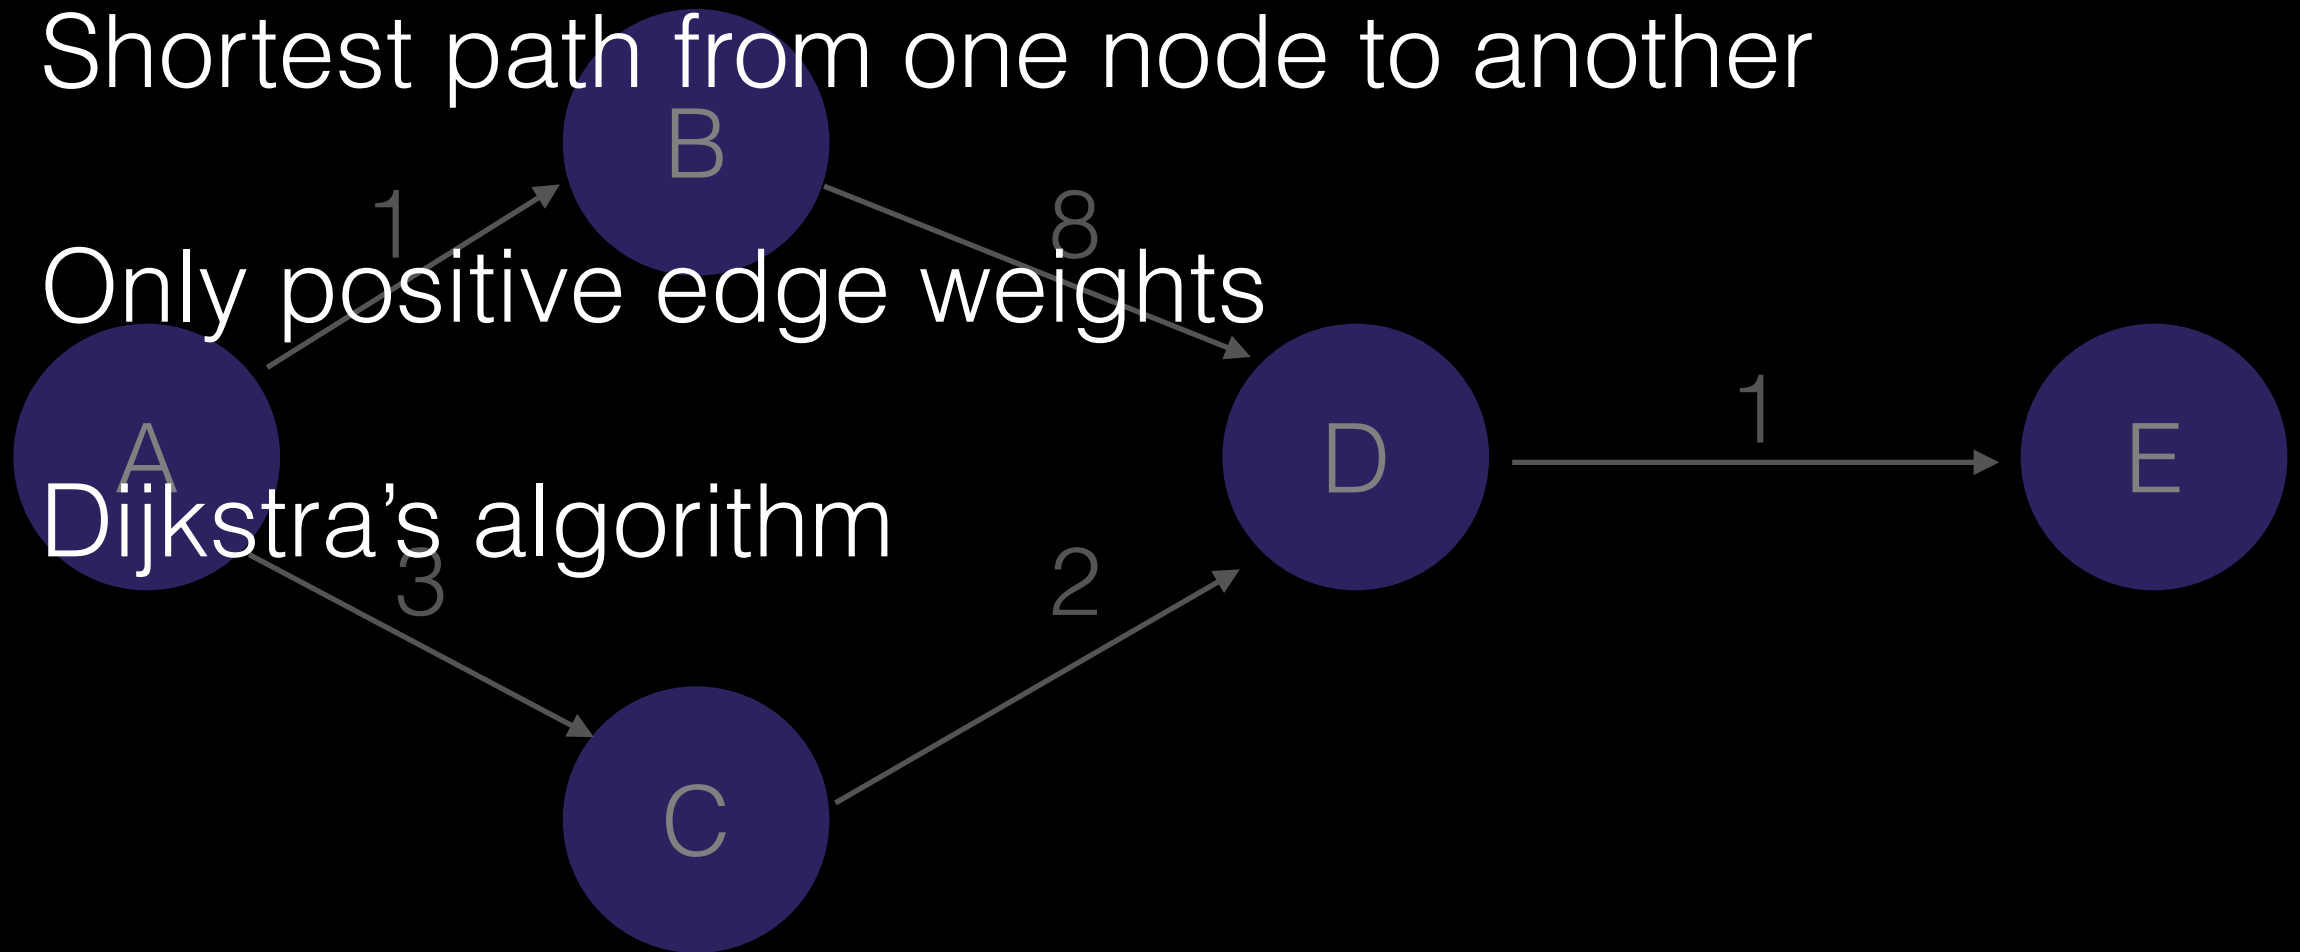 Shortest path from one node to another
B
1
8
Only positive edge weights
1
A
D
E
Dijkstra’s algorithm
3
2
C